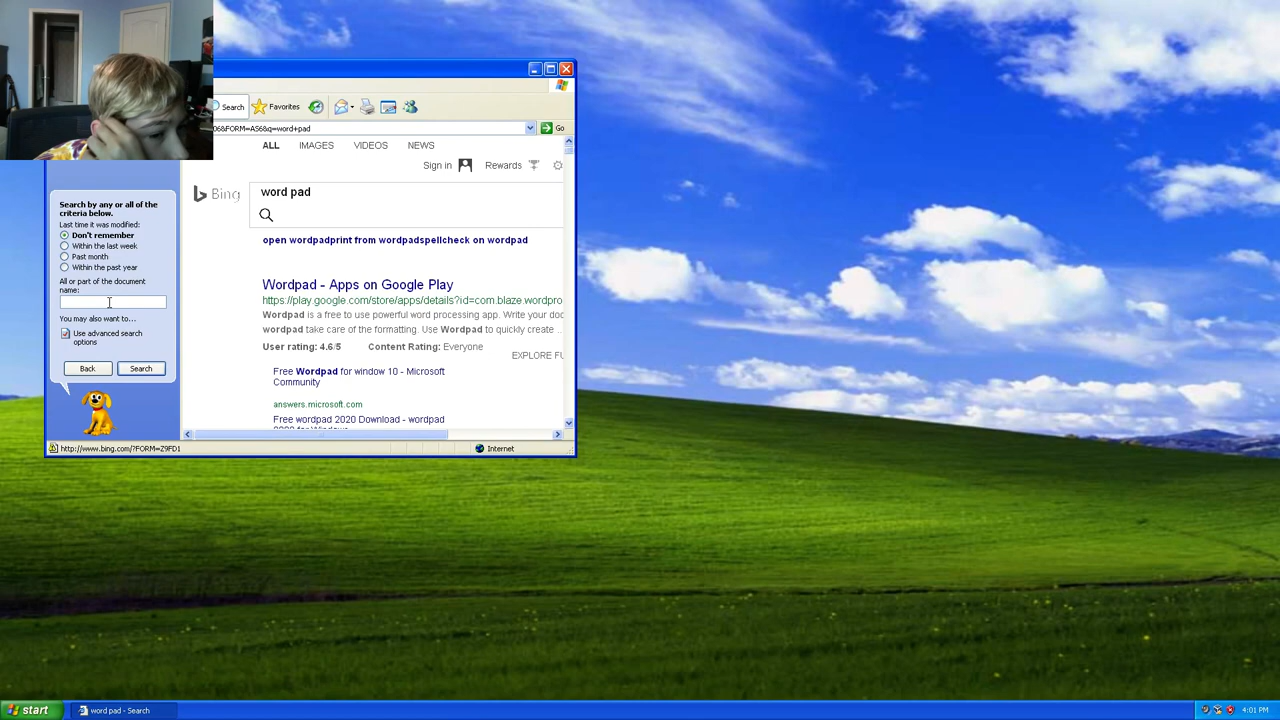 Search
Favorites
06&FORM=AS6&q=word+pad
Go
ALL
IMAGES
VIDEOS
NEWS
Sign in
Rewards
Bing
word pad
open wordpadprint from wordpadspellcheck on wordpad
Wordpad - Apps on Google Play
https://play.google.com/store/apps/details?id=com.blaze.wordpro
Wordpad is a free to use powerful word processing app. Write your doc
wordpad take care of the formatting. Use Wordpad to quickly create ...
User rating: 4.6/5
Content Rating: Everyone
EXPLORE FU
Free Wordpad for window 10 - Microsoft
Community
answers.microsoft.com
Free wordpad 2020 Download - wordpad
Search by any or all of the
criteria below.
Last time it was modified:
Don't remember
Within the last week
Past month
Within the past year
All or part of the document
name:
You may also want to...
Use advanced search
options
Back
Search
http://www.bing.com/?FORM=Z9FD1
Internet
start
word pad - Search
4:01 PM